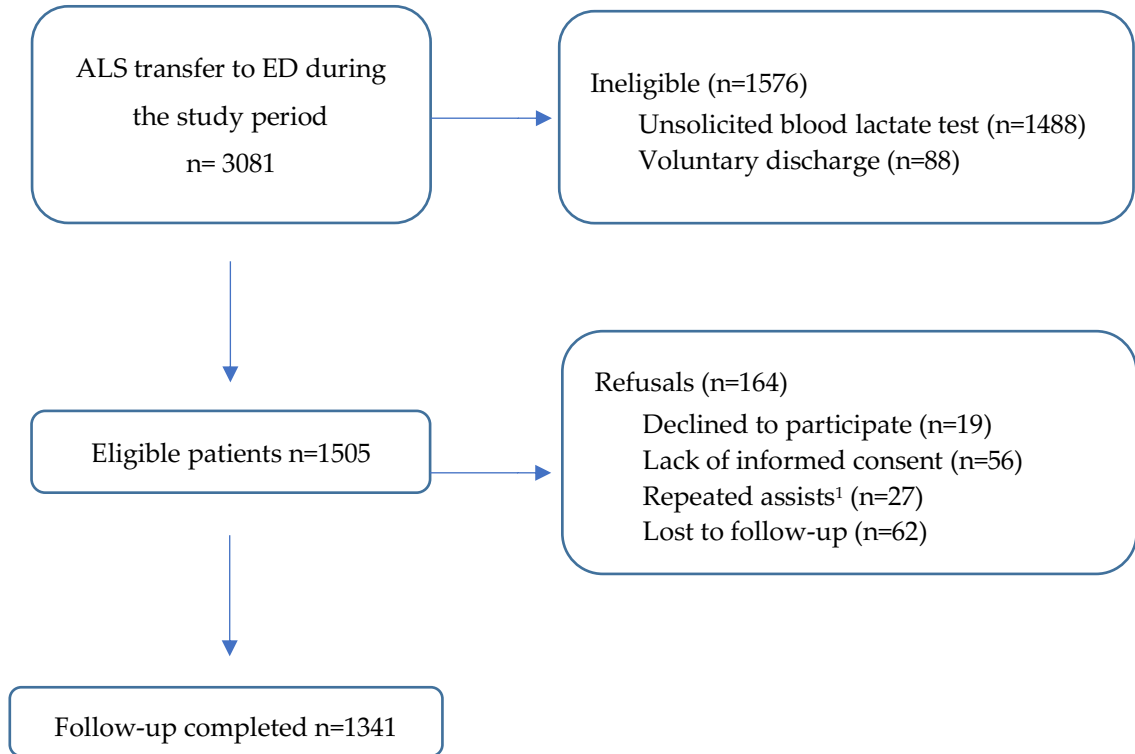 ALS transfer to ED during
the study period
n= 3081
Ineligible (n=1576)
Unsolicited blood lactate test (n=1488)
Voluntary discharge (n=88)
Eligible patients n=1505
Refusals (n=164)
Declined to participate (n=19)
Lack of informed consent (n=56)
Repeated assists¹ (n=27)
Lost to follow-up (n=62)
Follow-up completed n=1341